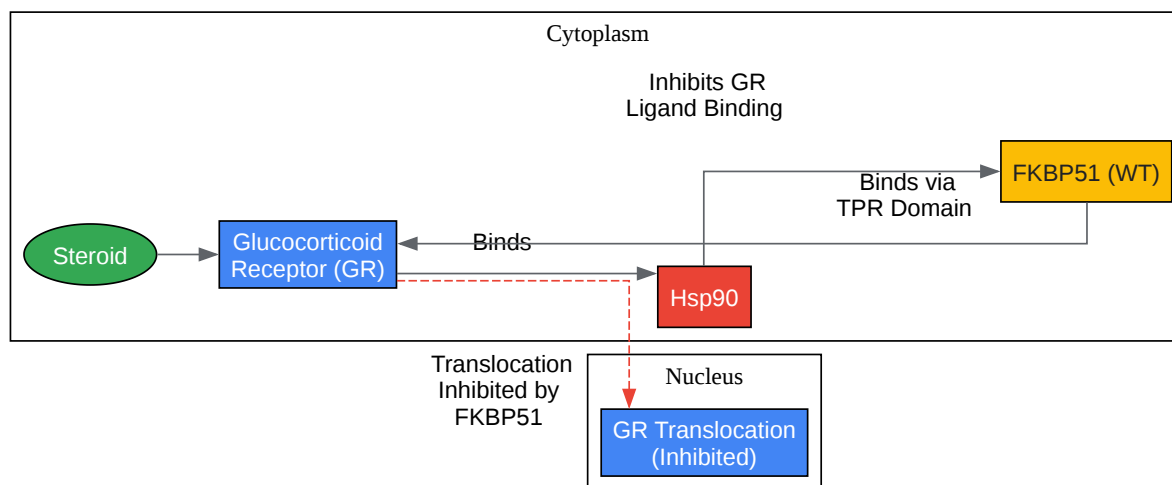 Cytoplasm
Inhibits GR
Ligand Binding
FKBP51 (WT)
Binds via
TPR Domain
Steroid
Glucocorticoid
Receptor (GR)
Binds
Hsp90
Translocation
Inhibited by
FKBP51
Nucleus
GR Translocation
(Inhibited)